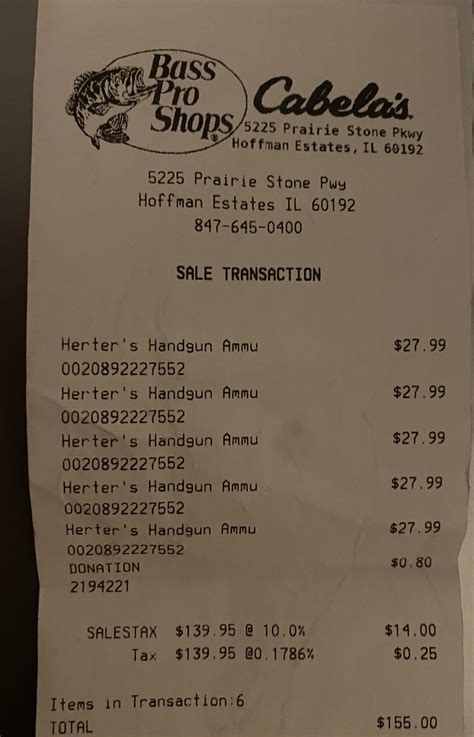 Bass
Pro
Shops®
Cabela's
5225 Prairie Stone Pkwy
Hoffman Estates, IL 60192
5225 Prairie Stone Pwy
Hoffman Estates IL 60192
847-645-0400
SALE TRANSACTION
Herter's Handgun Ammu $27.99
0020892227552
Herter's Handgun Ammu $27.99
0020892227552
Herter's Handgun Ammu $27.99
0020892227552
Herter's Handgun Ammu $27.99
0020892227552
Herter's Handgun Ammu $27.99
0020892227552
DONATION $0.80
2194221
SALESTAX $139.95 @ 10.0% $14.00
Tax $139.95 @0.1786% $0.25
Items in Transaction:6
TOTAL $155.00